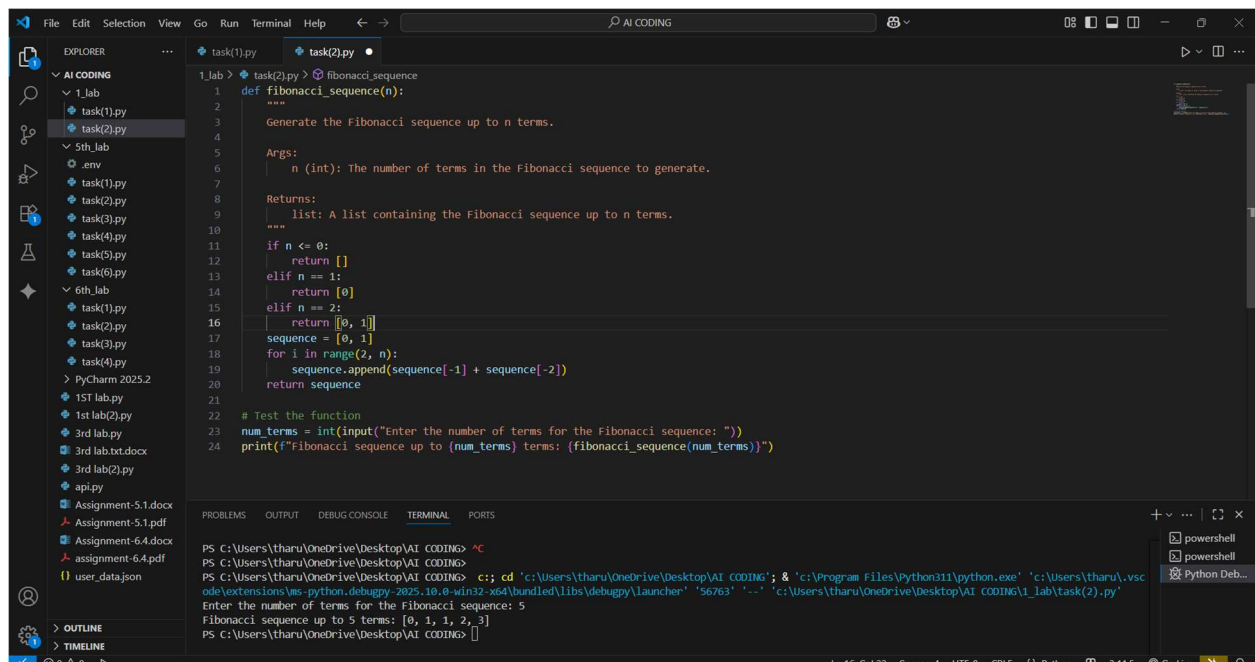 File Edit Selection View Go Run Terminal Help
AI CODING
EXPLORER
AI CODING
1_lab
task(1).py
task(2).py
5th_lab
.env
task(1).py
task(2).py
task(3).py
task(4).py
task(5).py
task(6).py
6th_lab
task(1).py
task(2).py
task(3).py
task(4).py
PyCharm 2025.2
1ST lab.py
1st lab(2).py
3rd lab.py
3rd lab.txt.docx
3rd lab(2).py
api.py
Assignment-5.1.docx
Assignment-5.1.pdf
Assignment-6.4.docx
assignment-6.4.pdf
user_data.json
OUTLINE
TIMELINE
task(1).py task(2).py
1_lab > task(2).py > fibonacci_sequence
1 def fibonacci_sequence(n):
2 """
3 Generate the Fibonacci sequence up to n terms.
4
5 Args:
6 n (int): The number of terms in the Fibonacci sequence to generate.
7
8 Returns:
9 list: A list containing the Fibonacci sequence up to n terms.
10 """
11 if n <= 0:
12 return []
13 elif n == 1:
14 return [0]
15 elif n == 2:
16 return [0, 1]
17 sequence = [0, 1]
18 for i in range(2, n):
19 sequence.append(sequence[-1] + sequence[-2])
20 return sequence
21
22 # Test the function
23 num_terms = int(input("Enter the number of terms for the Fibonacci sequence: "))
24 print(f"Fibonacci sequence up to {num_terms} terms: {fibonacci_sequence(num_terms)}")
PROBLEMS OUTPUT DEBUG CONSOLE TERMINAL PORTS
PS C:\Users\tharu\OneDrive\Desktop\AI CODING> ^C
PS C:\Users\tharu\OneDrive\Desktop\AI CODING>
PS C:\Users\tharu\OneDrive\Desktop\AI CODING> c:; cd 'c:\Users\tharu\OneDrive\Desktop\AI CODING'; & 'c:\Program Files\Python311\python.exe' 'c:\Users\tharu\.vsc
ode\extensions\ms-python.debugpy-2025.10.0-win32-x64\bundled\libs\debugpy\launcher' '56763' '--' 'c:\Users\tharu\OneDrive\Desktop\AI CODING\1_lab\task(2).py'
Enter the number of terms for the Fibonacci sequence: 5
Fibonacci sequence up to 5 terms: [0, 1, 1, 2, 3]
PS C:\Users\tharu\OneDrive\Desktop\AI CODING>
powershell
powershell
Python Deb...